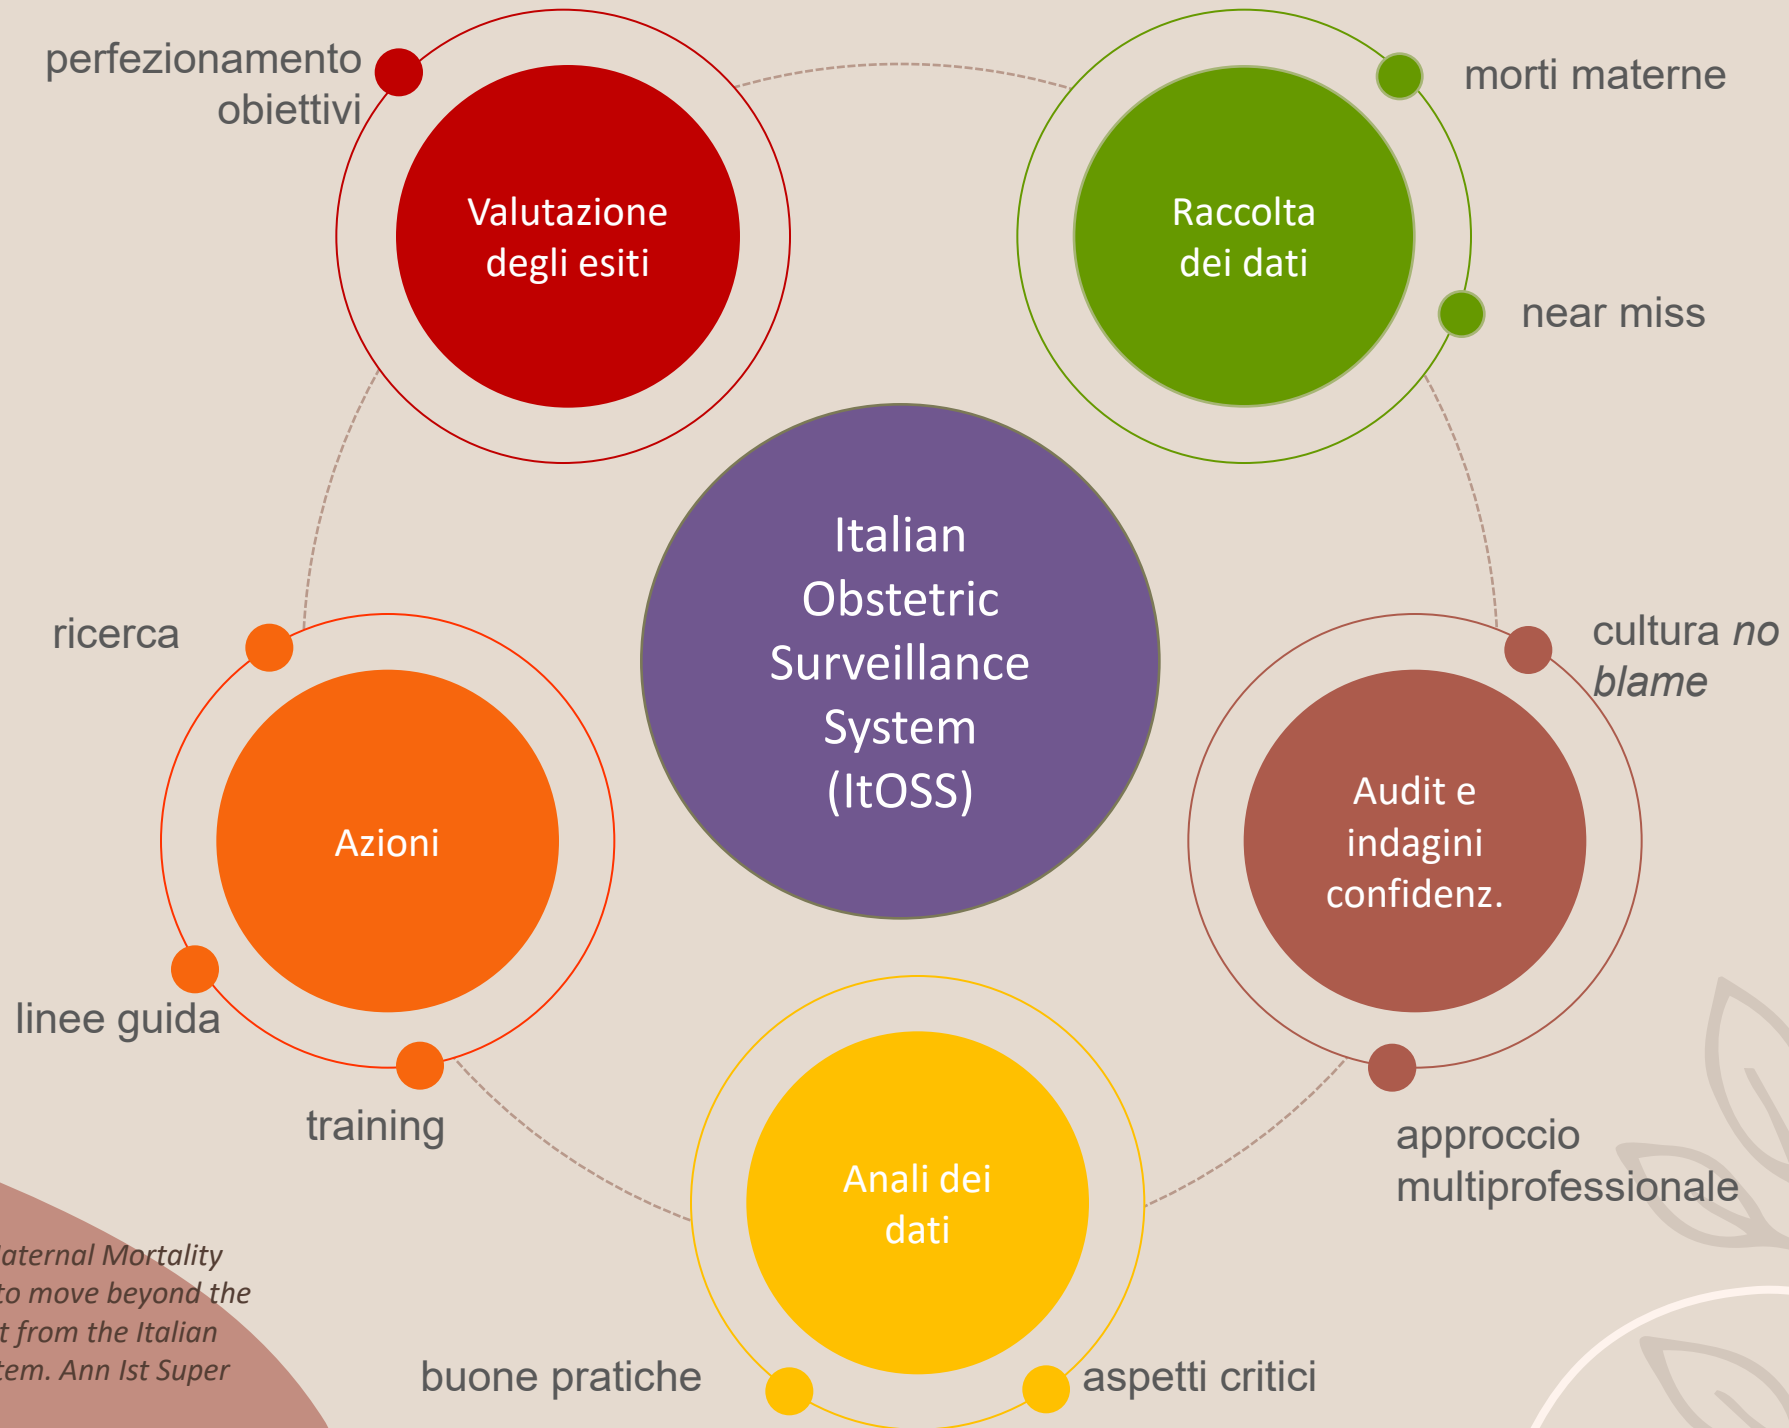 perfezionamento
obiettivi
Valutazione
degli esiti
Raccolta
dei dati
morti materne
near miss
Italian
Obstetric
Surveillance
System
(ItOSS)
ricerca
Azioni
linee guida
training
cultura no
blame
Audit e
indagini
confidenz.
approccio
multiprofessionale
Anali dei
dati
buone pratiche
aspetti critici
Maternal Mortality
to move beyond the
from the Italian
Ann Ist Super